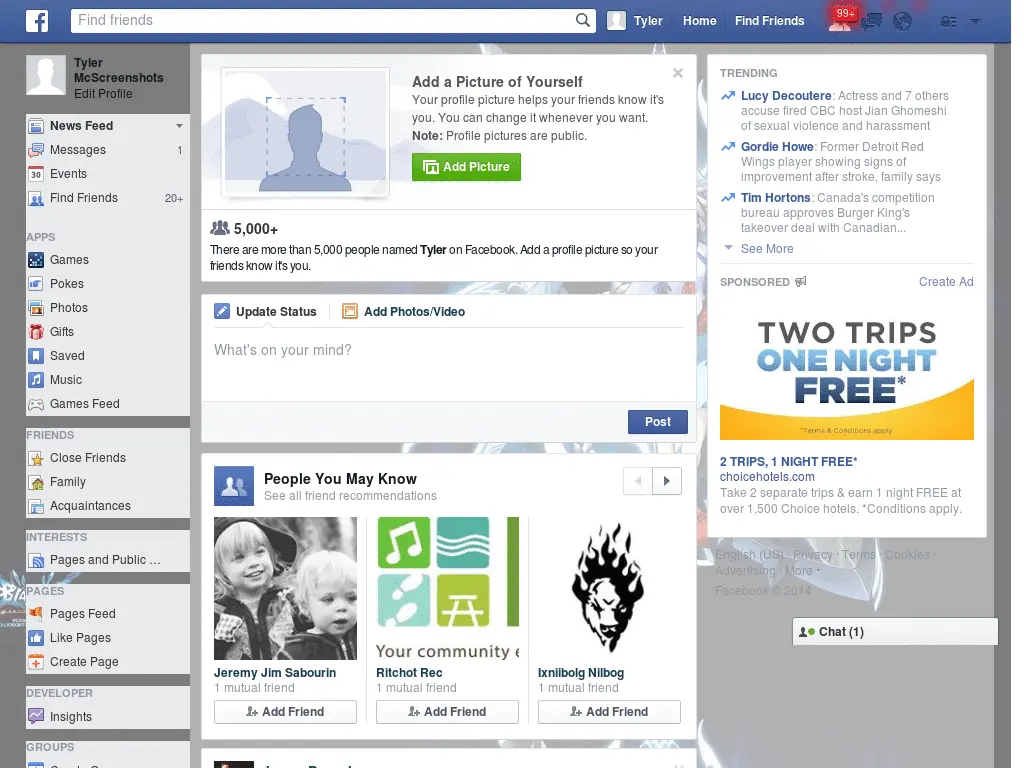 f
Find friends
Tyler
Home
Find Friends
99+
Tyler
McScreenshots
Edit Profile
News Feed
Messages
1
30
Events
Find Friends
20+
APPS
Games
Pokes
Photos
Gifts
Saved
Music
Games Feed
FRIENDS
Close Friends
Family
Acquaintances
INTERESTS
Pages and Public ...
PAGES
Pages Feed
Like Pages
Create Page
DEVELOPER
Insights
GROUPS
Add a Picture of Yourself
Your profile picture helps your friends know it's
you. You can change it whenever you want.
Note: Profile pictures are public.
Add Picture
5,000+
There are more than 5,000 people named Tyler on Facebook. Add a profile picture so your
friends know it's you.
Update Status
Add Photos/Video
What's on your mind?
Post
People You May Know
See all friend recommendations
Your community
Jeremy Jim Sabourin
1 mutual friend
Add Friend
Ritchot Rec
1 mutual friend
Add Friend
Ixniibolg Nilbog
1 mutual friend
Add Friend
TRENDING
Lucy Decoutere: Actress and 7 others
accuse fired CBC host Jian Ghomeshi
of sexual violence and harassment
Gordie Howe: Former Detroit Red
Wings player showing signs of
improvement after stroke, family says
Tim Hortons: Canada's competition
bureau approves Burger King's
takeover deal with Canadian...
See More
SPONSORED
Create Ad
TWO TRIPS
ONE NIGHT
FREE*
*Terms & Conditions apply
2 TRIPS, 1 NIGHT FREE*
choicehotels.com
Take 2 separate trips & earn 1 night FREE at
over 1,500 Choice hotels. *Conditions apply.
English (US) · Privacy · Terms · Cookies ·
Advertising · More
Facebook © 2014
Chat (1)